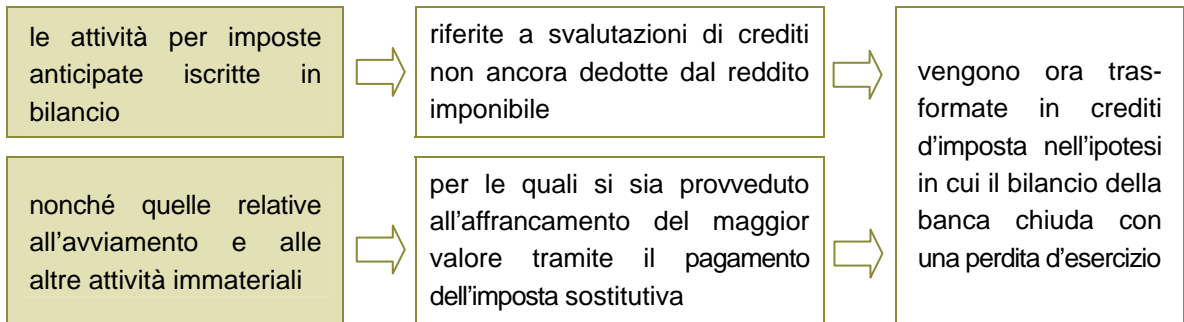 le attività per imposte
anticipate iscritte in
bilancio
riferite a svalutazioni di crediti
non ancora dedotte dal reddito
imponibile
nonché quelle relative
all'avviamento e alle
altre attività immateriali
per le quali si sia provveduto
all'affrancamento del maggior
valore tramite il pagamento
dell'imposta sostitutiva
vengono ora tras-
formate in crediti
d'imposta nell'ipotesi
in cui il bilancio della
banca chiuda con
una perdita d'esercizio